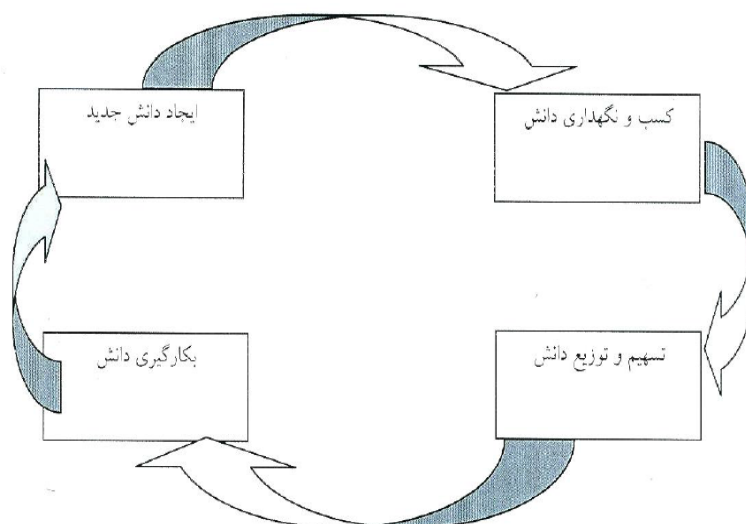 کسب و نگهداری دانش
ایجاد دانش جدید
تسهیم و توزیع دانش
بکارگیری دانش